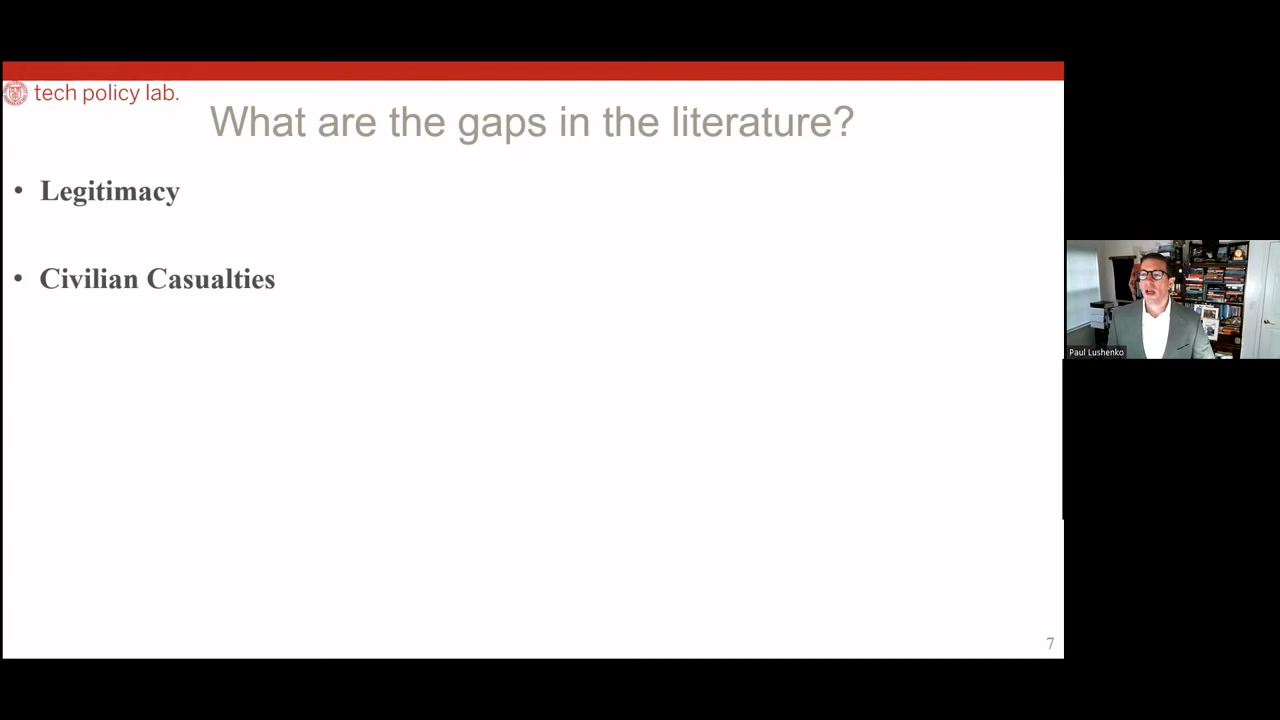 tech policy lab.
What are the gaps in the literature?
• Legitimacy
• Civilian Casualties
Paul Lushenko
7